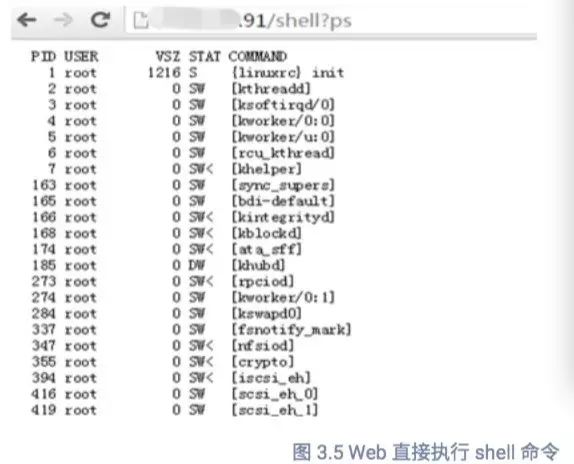 .91/shell?ps
PID USER VSZ STAT COMMAND
1 root 1216 S {linuxrc} init
2 root 0 SW [kthreadd]
3 root 0 SW [ksoftirqd/0]
4 root 0 SW [kworker/0:0]
5 root 0 SW [kworker/u:0]
6 root 0 SW [rcu_kthread]
7 root 0 SW< [khelper]
163 root 0 SW [sync_supers]
165 root 0 SW [bdi-default]
166 root 0 SW< [kintegrityd]
168 root 0 SW< [kblockd]
174 root 0 SW< [ata_sff]
185 root 0 DW [khubd]
273 root 0 SW< [rpciod]
274 root 0 SW [kworker/0:1]
284 root 0 SW [kswapd0]
337 root 0 SW [fsnotify_mark]
347 root 0 SW< [nfsiod]
355 root 0 SW< [crypto]
394 root 0 SW< [iscsi_eh]
416 root 0 SW [scsi_eh_0]
419 root 0 SW [scsi_eh_1]
图 3.5 Web 直接执行 shell 命令